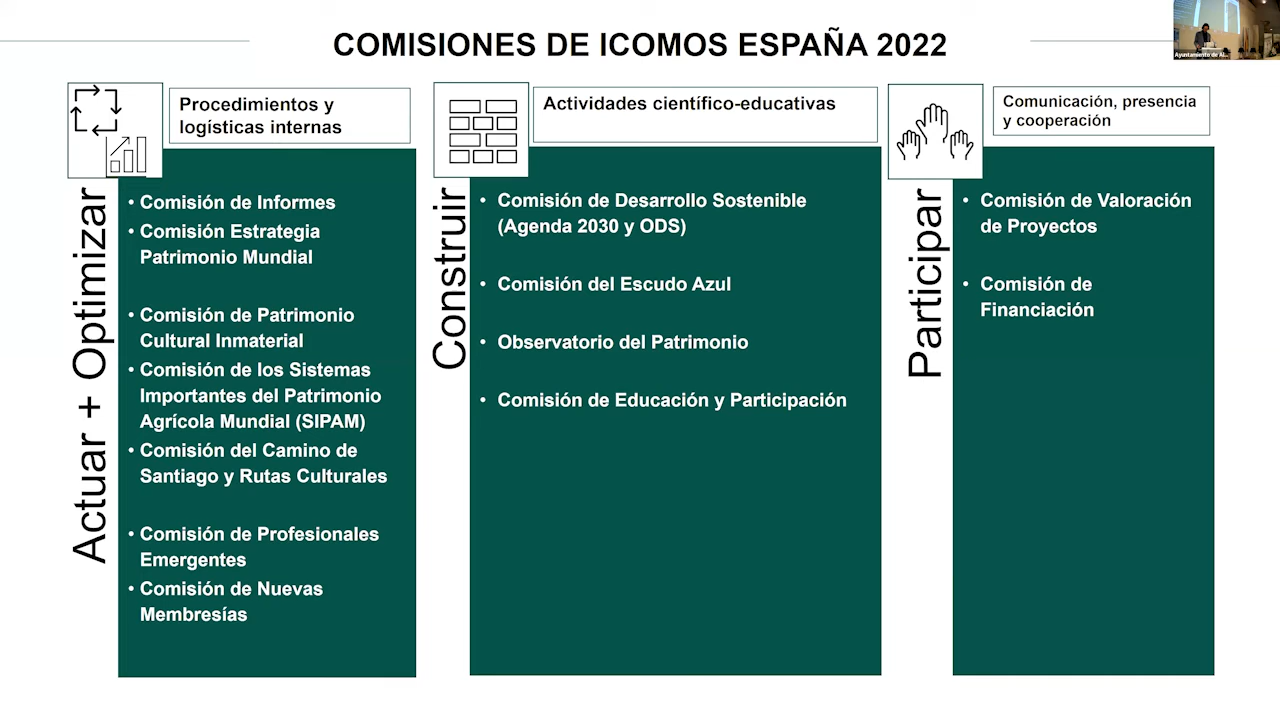 COMISIONES DE ICOMOS ESPAÑA 2022
Procedimientos y
logísticas internas
Actuar + Optimizar
• Comisión de Informes
• Comisión Estrategia
Patrimonio Mundial
• Comisión de Patrimonio
Cultural Inmaterial
• Comisión de los Sistemas
Importantes del Patrimonio
Agrícola Mundial (SIPAM)
• Comisión del Camino de
Santiago y Rutas Culturales
• Comisión de Profesionales
Emergentes
• Comisión de Nuevas
Membresías
Actividades científico-educativas
Construir
• Comisión de Desarrollo Sostenible
(Agenda 2030 y ODS)
• Comisión del Escudo Azul
• Observatorio del Patrimonio
• Comisión de Educación y Participación
Comunicación, presencia
y cooperación
Participar
• Comisión de Valoración
de Proyectos
• Comisión de
Financiación
Ayuntamiento de Al...